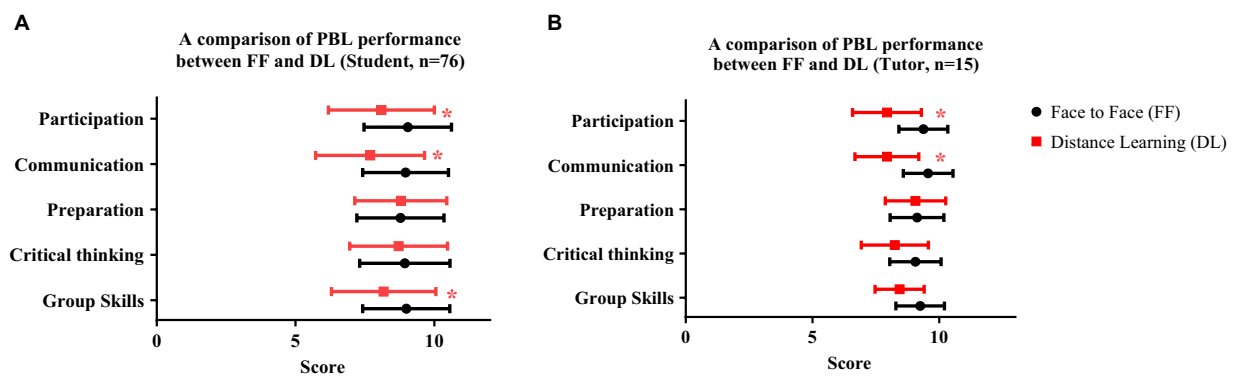 A
A comparison of PBL performance
between FF and DL (Student, n=76)
Participation
*
Communication
*
Preparation
Critical thinking
Group Skills
*
0
5
10
Score
B
A comparison of PBL performance
between FF and DL (Tutor, n=15)
Participation
*
Communication
*
Preparation
Critical thinking
Group Skills
0
5
10
Score
Face to Face (FF)
Distance Learning (DL)